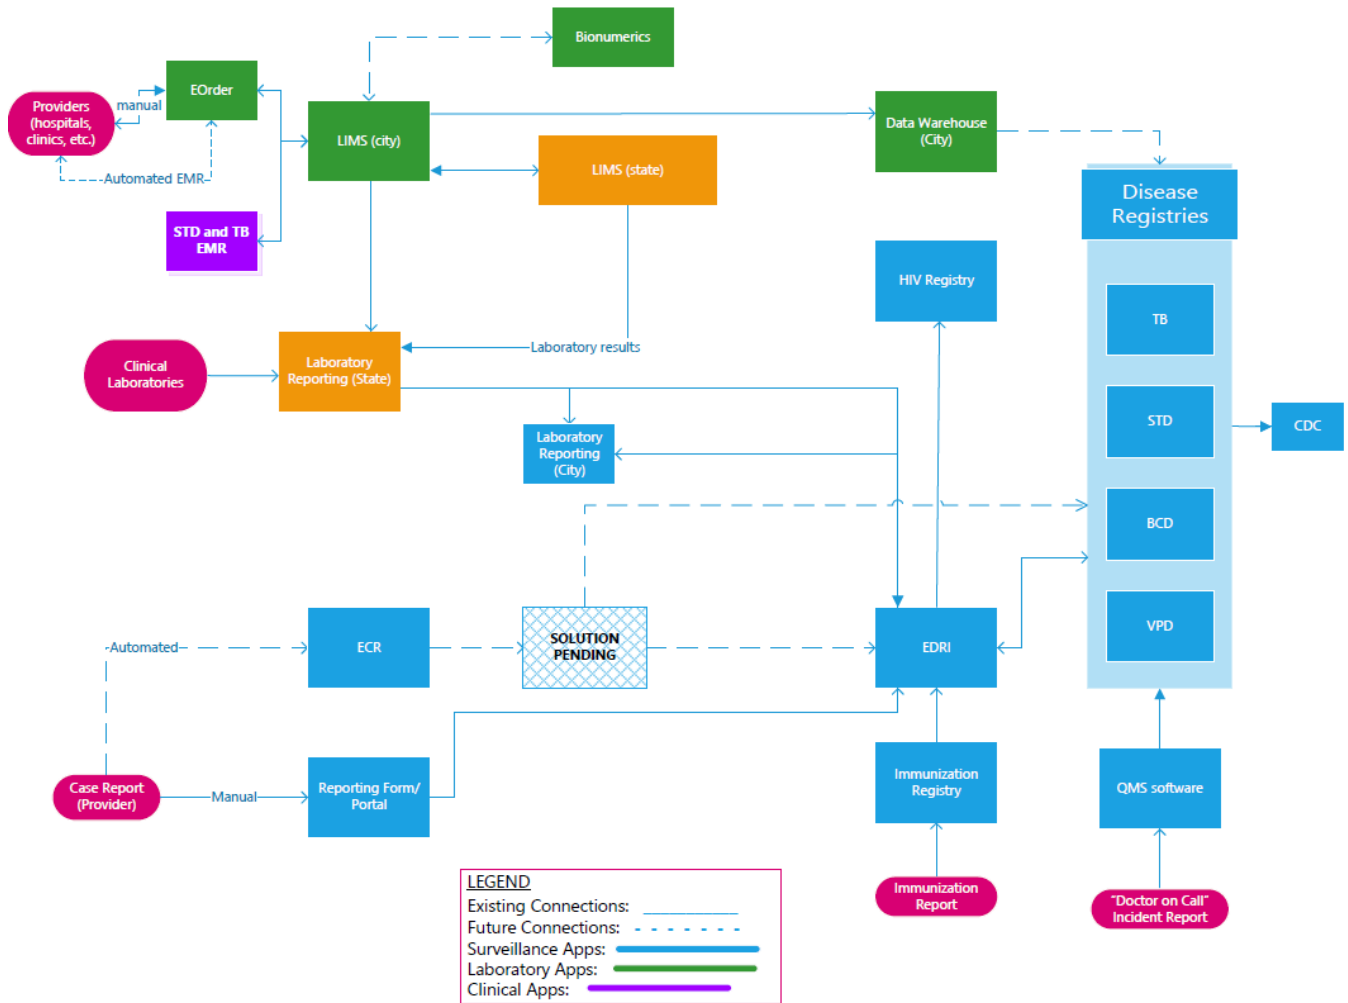 Bionumerics
EOrder
Providers
(hospitals,
clinics, etc.)
manual
Automated EMR
LIMS (city)
LIMS (state)
Data Warehouse
(City)
STD and TB
EMR
Disease
Registries
HIV Registry
TB
STD
BCD
VPD
CDC
Clinical
Laboratories
Laboratory
Reporting (State)
Laboratory results
Laboratory
Reporting
(City)
Automated
ECR
SOLUTION
PENDING
EDRI
Case Report
(Provider)
Manual
Reporting Form/
Portal
Immunization
Registry
QMS software
Immunization
Report
"Doctor on Call"
Incident Report
LEGEND
Existing Connections:
Future Connections:
Surveillance Apps:
Laboratory Apps:
Clinical Apps: